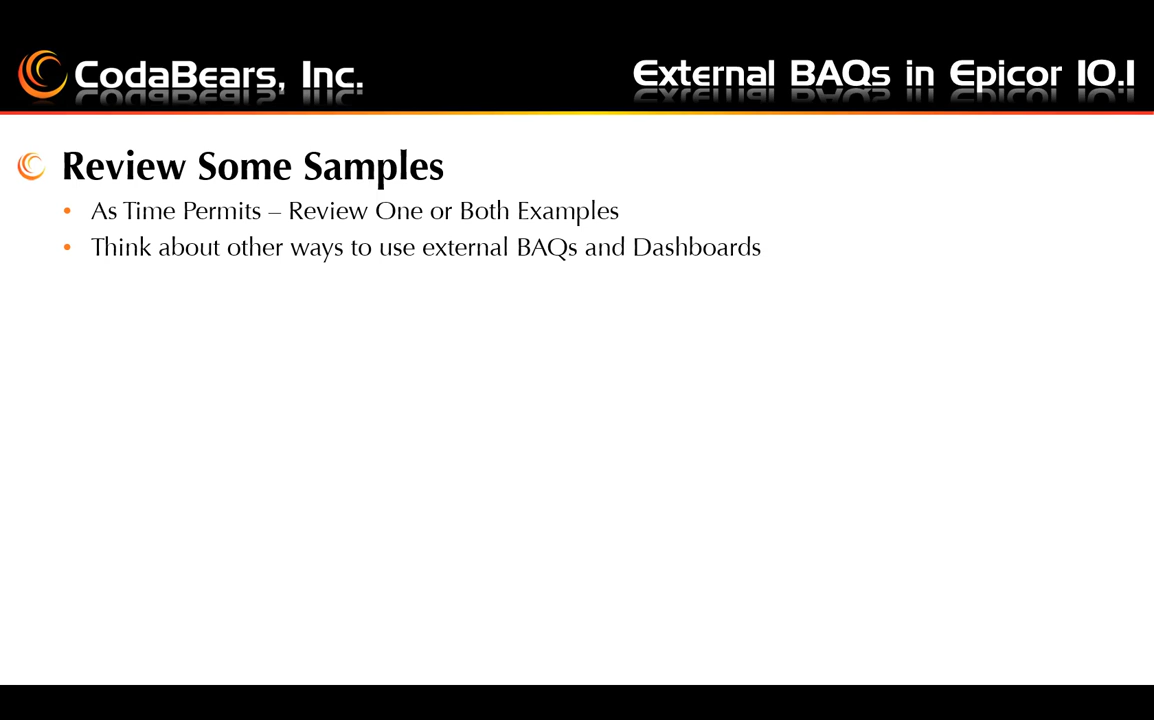 CodaBears, Inc.
External BAQs in Epicor 10.1
Review Some Samples
• As Time Permits – Review One or Both Examples
• Think about other ways to use external BAQs and Dashboards